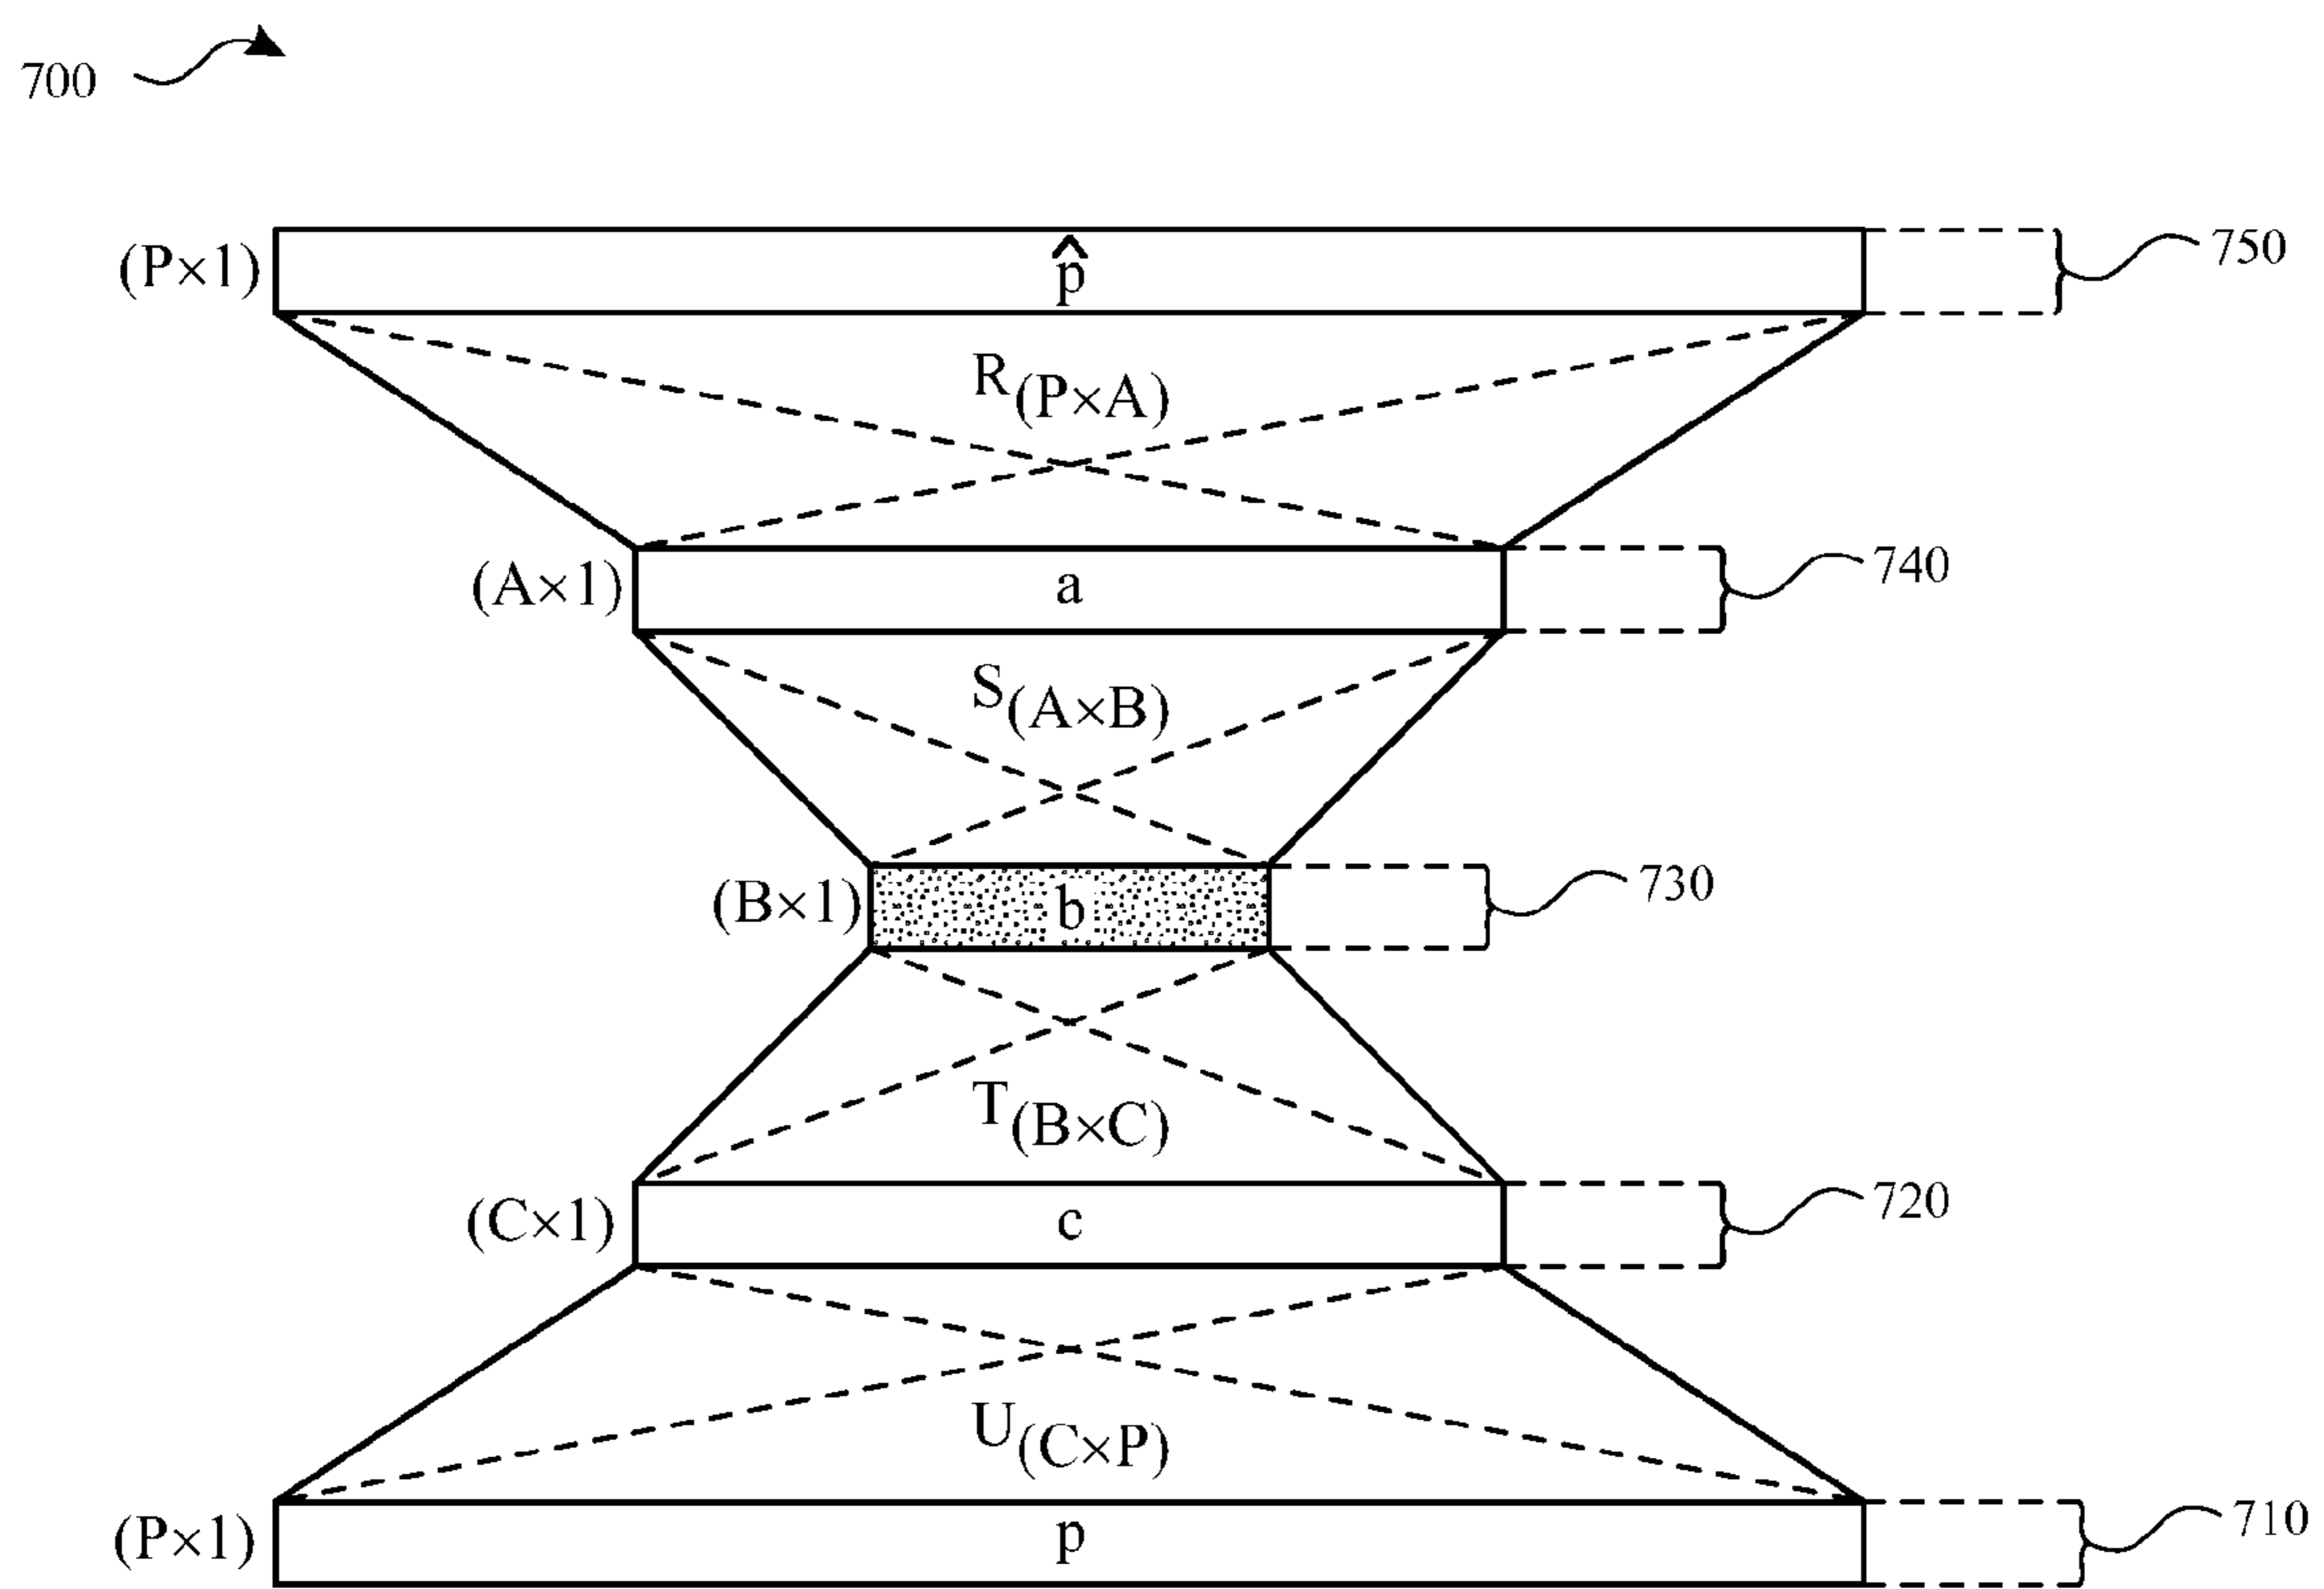 700
(P×1) p̂ 750
R(P×A)
(A×1) a 740
S(A×B)
(B×1) b 730
T(B×C)
(C×1) c 720
U(C×P)
(P×1) p 710